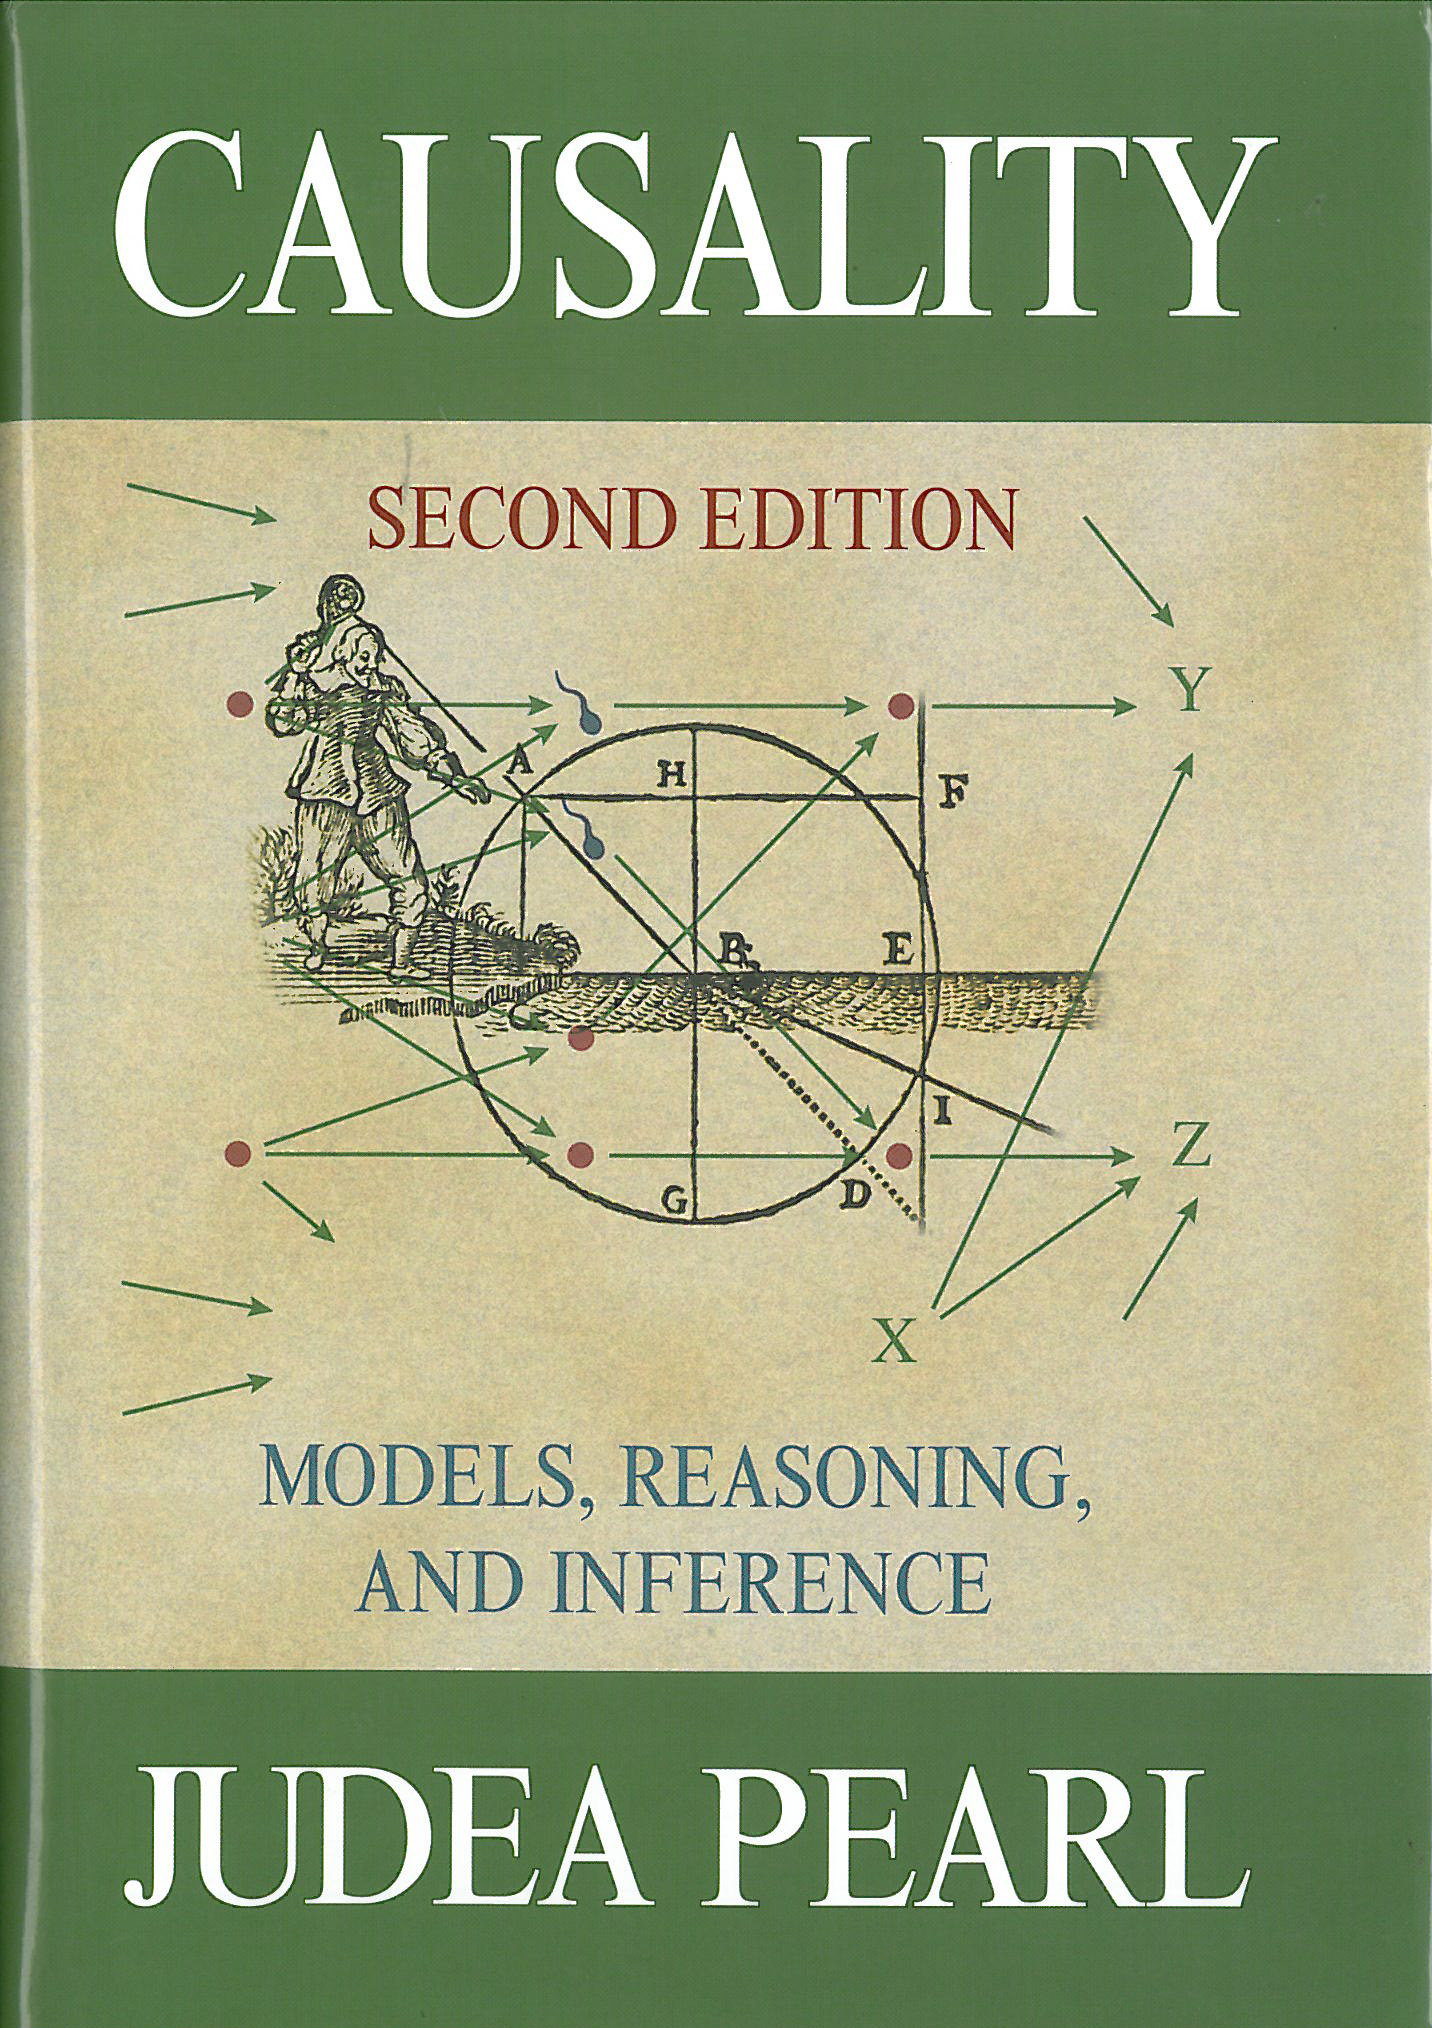 CAUSALITY
SECOND EDITION
Y
A
H
F
B
E
C
I
Z
G
D
X
MODELS, REASONING,
AND INFERENCE
JUDEA PEARL